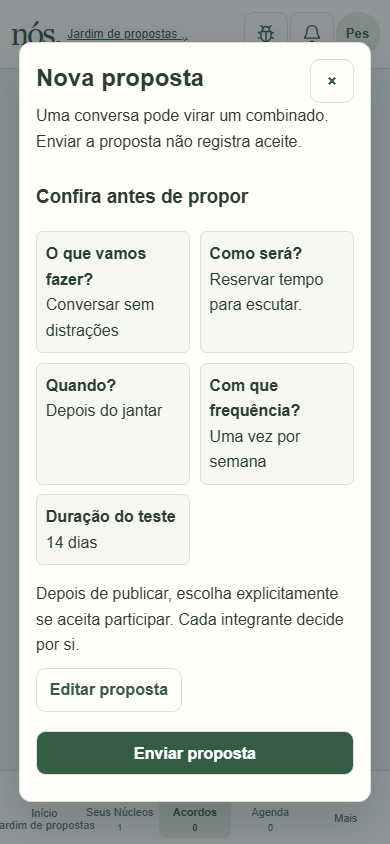 nós. Jardim de propostas
Pes
Nova proposta
×
Uma conversa pode virar um combinado.
Enviar a proposta não registra aceite.
Confira antes de propor
O que vamos
fazer?
Conversar sem
distrações
Como será?
Reservar tempo
para escutar.
Quando?
Depois do jantar
Com que
frequência?
Uma vez por
semana
Duração do teste
14 dias
Depois de publicar, escolha explicitamente
se aceita participar. Cada integrante decide
por si.
Editar proposta
Enviar proposta
Início
ardim de propostas
Seus Núcleos
1
Acordos
0
Agenda
0
Mais